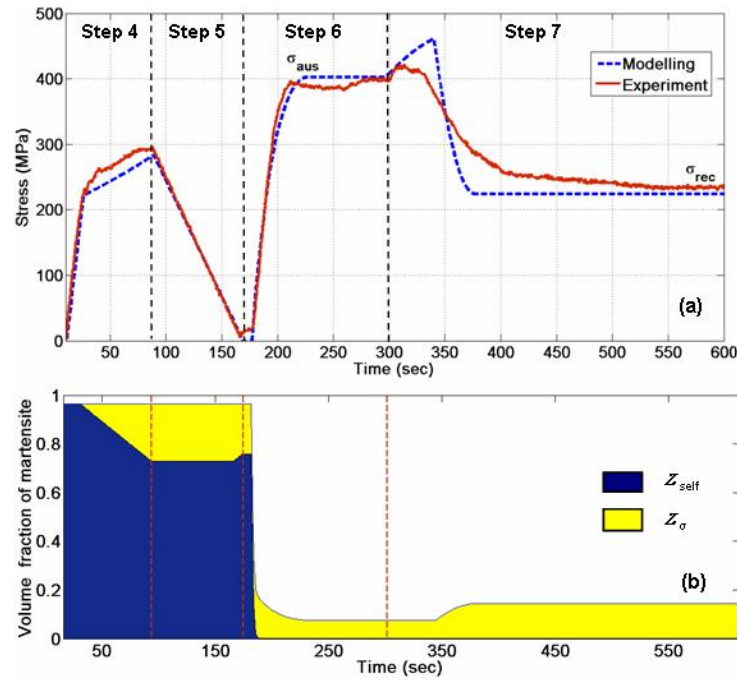 Step 4 Step 5 Step 6 Step 7
σaus
Modelling
Experiment
σrec
(a)
Stress (MPa)
500
400
300
200
100
0
50 100 150 200 250 300 350 400 450 500 550 600
Time (sec)
Volume fraction of martensite
1
0.8
0.6
0.4
0.2
0
Zself
Zσ
(b)
50 150 250 350 450 550
Time (sec)